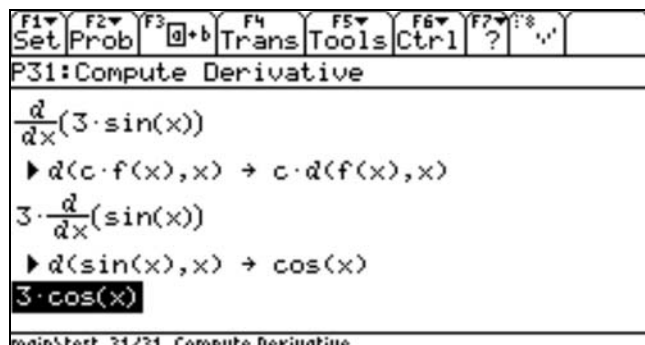 F1 F2 F3 F4 F5 F6 F7 F8
Set Prob a+b Trans Tools Ctrl ?
P31:Compute Derivative
d/dx(3·sin(x))
▶ d(c·f(x),x) → c·d(f(x),x)
3·d/dx(sin(x))
▶ d(sin(x),x) → cos(x)
3·cos(x)
main\test 31/31 Compute Derivative